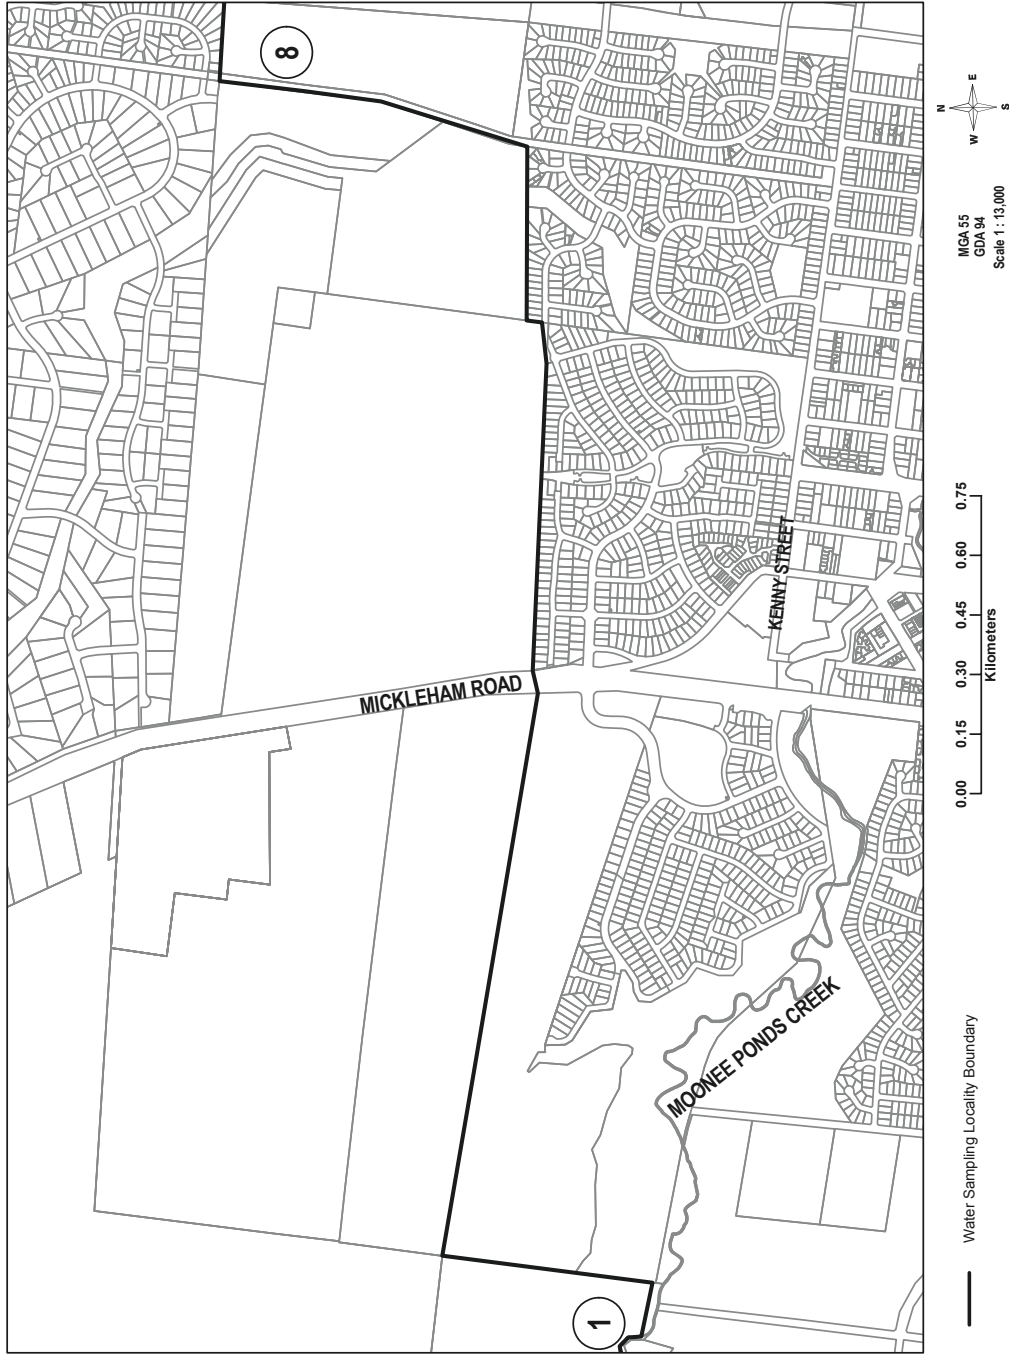 8
MICKLEHAM ROAD
KENNY STREET
MOONEE PONDS CREEK
1
Water Sampling Locality Boundary
0.00 0.15 0.30 0.45 0.60 0.75
Kilometers
MGA 55
GDA 94
Scale 1 : 13,000
N
W E
S